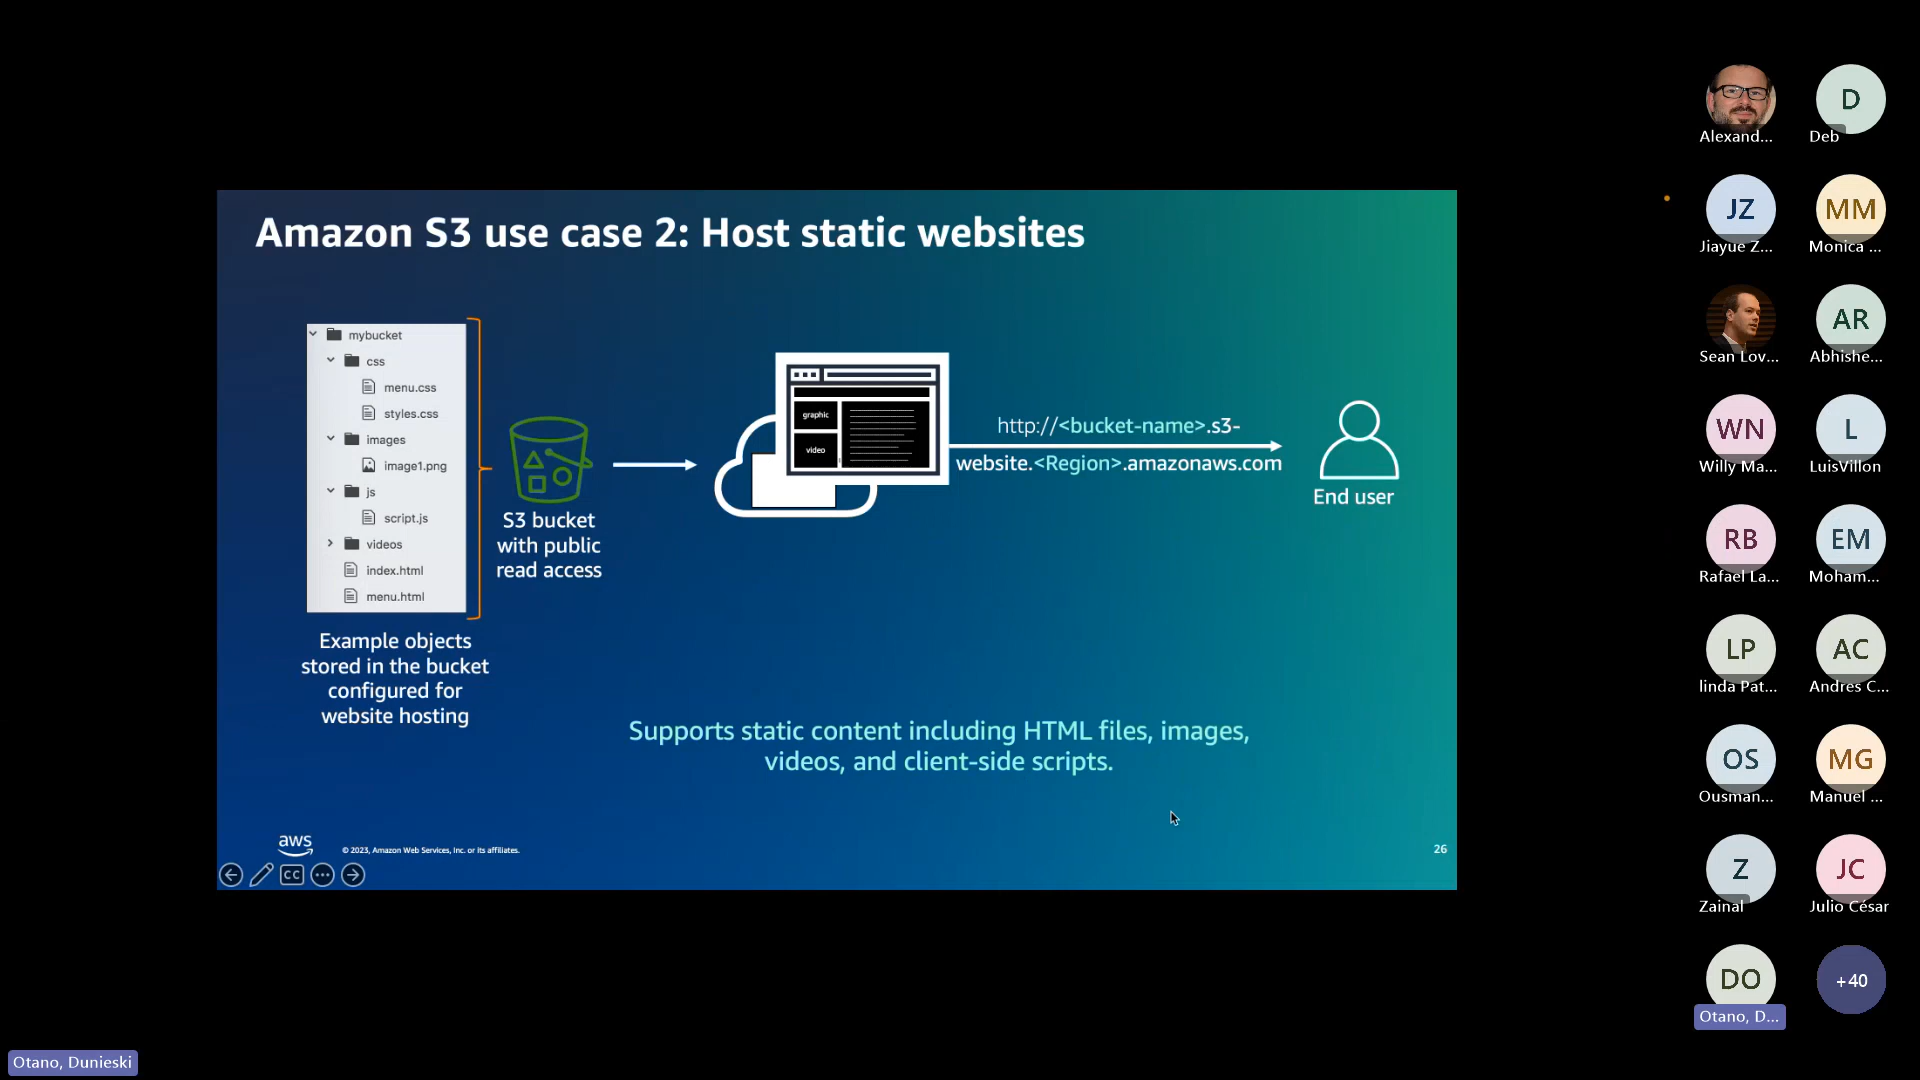 Amazon S3 use case 2: Host static websites
mybucket
css
menu.css
styles.css
images
image1.png
js
script.js
videos
index.html
menu.html
Example objects
stored in the bucket
configured for
website hosting
S3 bucket
with public
read access
graphic
video
http://<bucket-name>.s3-
website.<Region>.amazonaws.com
End user
Supports static content including HTML files, images,
videos, and client-side scripts.
aws
© 2023, Amazon Web Services, Inc. or its affiliates.
26
CC
Alexand...
D
Deb
JZ
Jiayue Z...
MM
Monica ...
Sean Lov...
AR
Abhishe...
WN
Willy Ma...
L
LuisVillon
RB
Rafael La...
EM
Moham...
LP
linda Pat...
AC
Andres C...
OS
Ousman...
MG
Manuel ...
Z
Zainal
JC
Julio César
DO
Otano, D...
+40
Otano, Dunieski